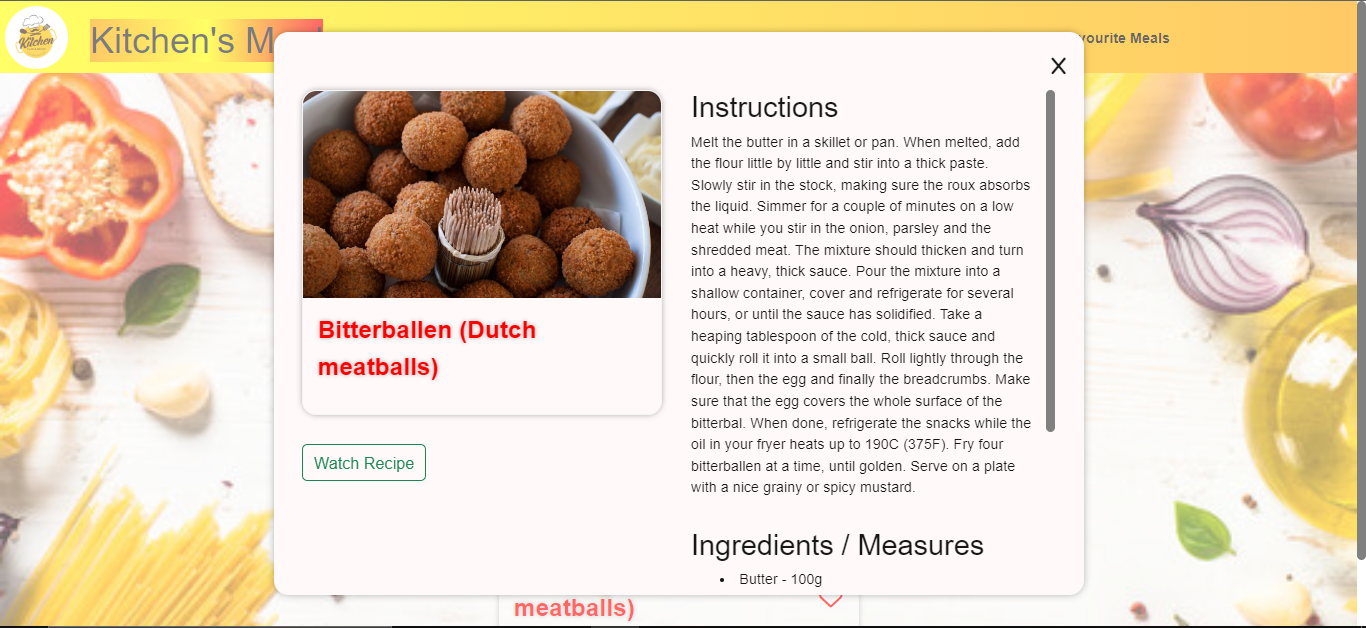 Kitchen
Kitchen's M
vourite Meals
X
Instructions
Melt the butter in a skillet or pan. When melted, add
the flour little by little and stir into a thick paste.
Slowly stir in the stock, making sure the roux absorbs
the liquid. Simmer for a couple of minutes on a low
heat while you stir in the onion, parsley and the
shredded meat. The mixture should thicken and turn
into a heavy, thick sauce. Pour the mixture into a
shallow container, cover and refrigerate for several
hours, or until the sauce has solidified. Take a
heaping tablespoon of the cold, thick sauce and
quickly roll it into a small ball. Roll lightly through the
flour, then the egg and finally the breadcrumbs. Make
sure that the egg covers the whole surface of the
bitterbal. When done, refrigerate the snacks while the
oil in your fryer heats up to 190C (375F). Fry four
bitterballen at a time, until golden. Serve on a plate
with a nice grainy or spicy mustard.
Bitterballen (Dutch
meatballs)
Watch Recipe
Ingredients / Measures
• Butter - 100g
meatballs)